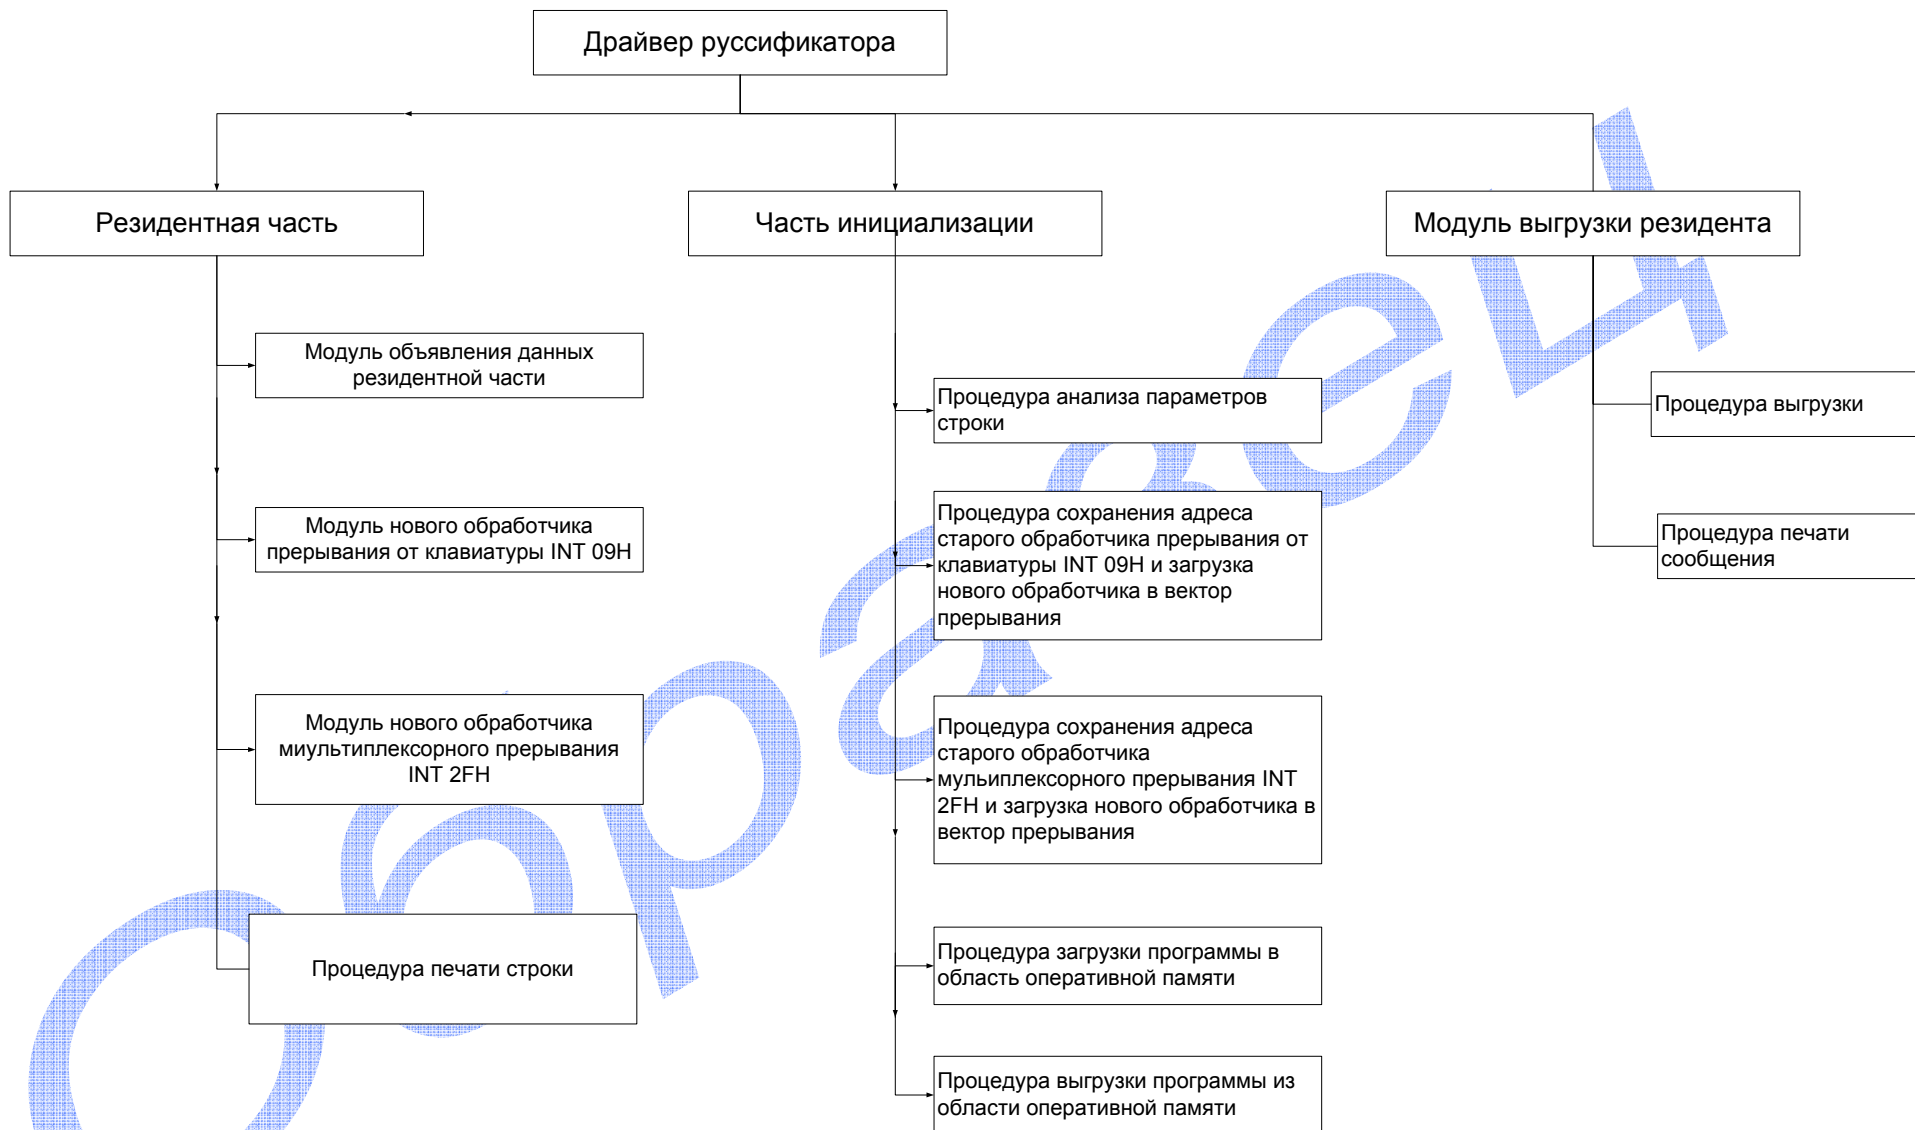 Драйвер руссификатора
Резидентная часть
Часть инициализации
Модуль выгрузки резидента
Модуль объявления данных
резидентной части
Модуль нового обработчика
прерывания от клавиатуры INT 09H
Модуль нового обработчика
миультиплексорного прерывания
INT 2FH
Процедура печати строки
Процедура анализа параметров
строки
Процедура сохранения адреса
старого обработчика прерывания от
клавиатуры INT 09H и загрузка
нового обработчика в вектор
прерывания
Процедура сохранения адреса
старого обработчика
мульиплексорного прерывания INT
2FH и загрузка нового обработчика в
вектор прерывания
Процедура загрузки программы в
область оперативной памяти
Процедура выгрузки программы из
области оперативной памяти
Процедура выгрузки
Процедура печати
сообщения
Образец